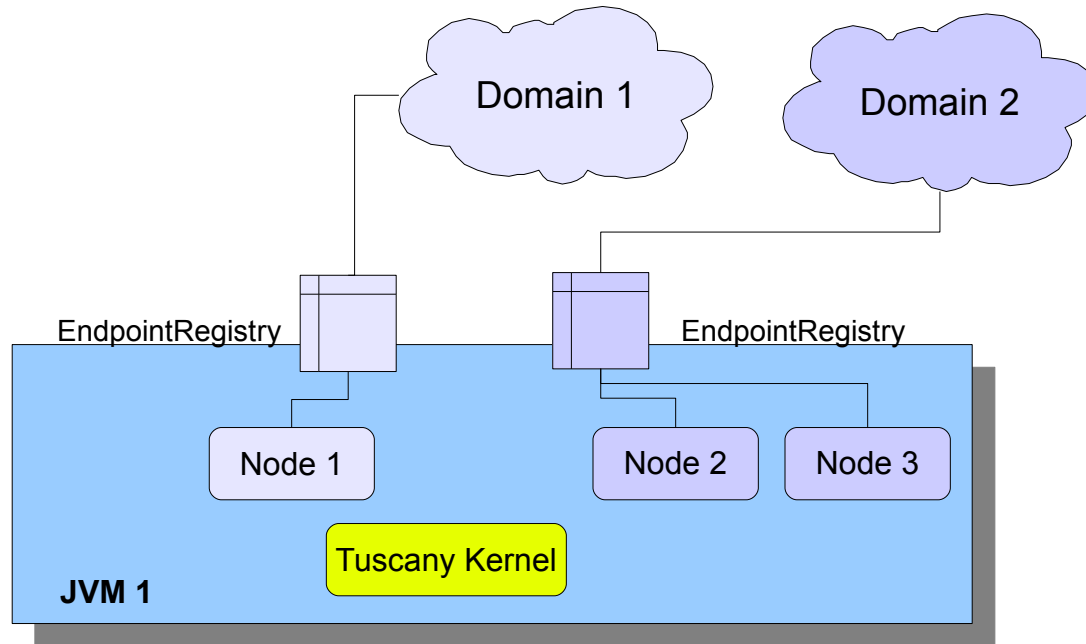 Domain 1
Domain 2
EndpointRegistry
EndpointRegistry
Node 1
Node 2
Node 3
Tuscany Kernel
JVM 1